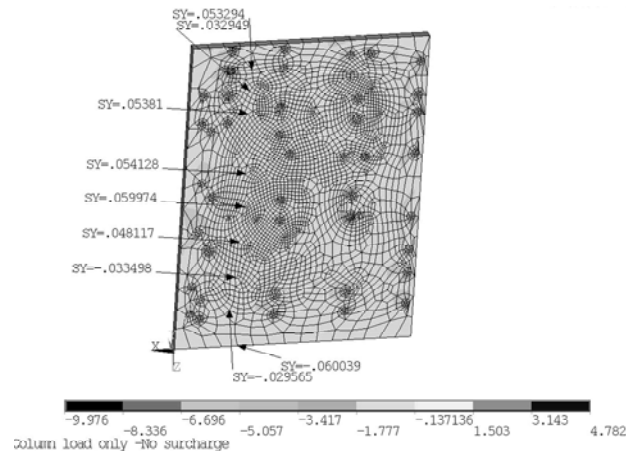 SY=.053294
SY=-.032949
SY=.05381
SY=.054128
SY=.059974
SY=.048117
SY=-.033498
X
Z
SY=-.060039
SY=-.029565
-9.976 -8.336 -6.696 -5.057 -3.417 -1.777 -.137136 1.503 3.143 4.782
Column load only -No surcharge